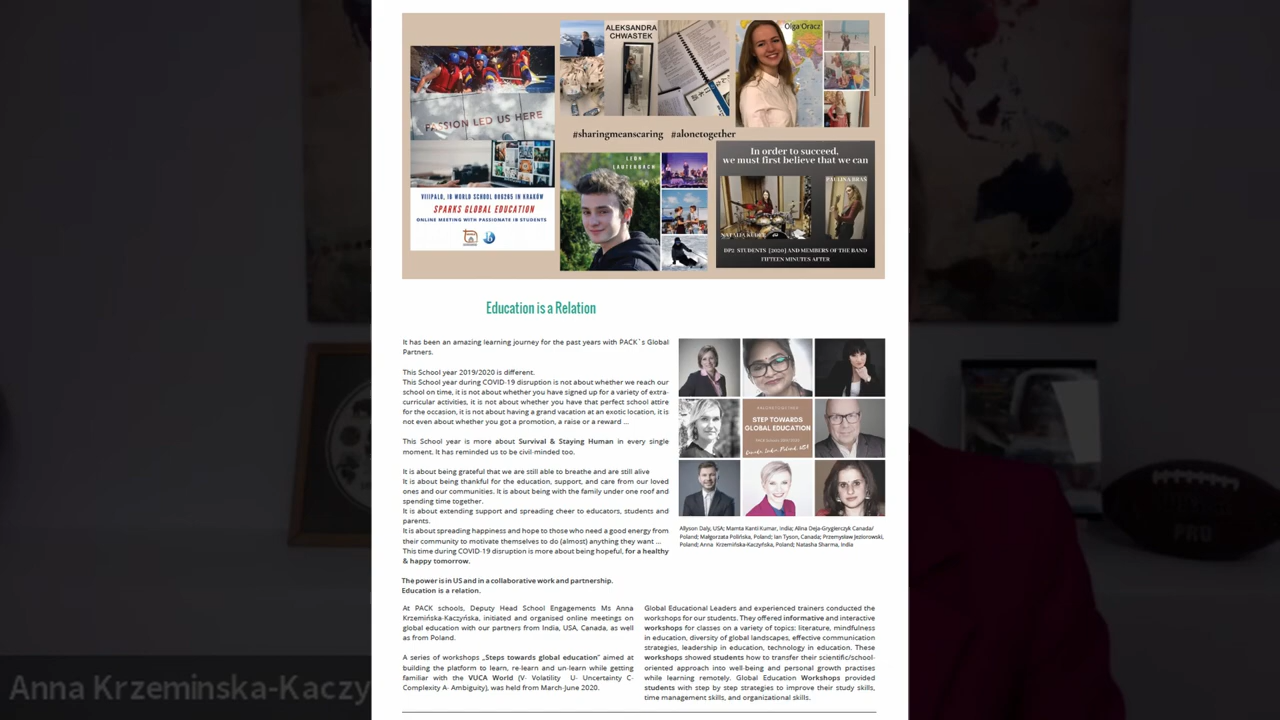 PASSION LED US HERE
VIIIPALO, IB WORLD SCHOOL 006265 IN KRAKÓW
SPARKS GLOBAL EDUCATION
ONLINE MEETING WITH PASSIONATE IB STUDENTS
ALEKSANDRA
CHWASTEK
Olga Oracz
#sharingmeanscaring #alonetogether
LEON
LAUTERBACH
In order to succeed,
we must first believe that we can
PAULINA BRAŚ
DP2 STUDENTS [2020] AND MEMBERS OF THE BAND
FIFTEEN MINUTES AFTER
Education is a Relation
It has been an amazing learning journey for the past years with PACK`s Global
Partners.
This School year 2019/2020 is different.
This School year during COVID-19 disruption is not about whether we reach our
school on time, it is not about whether you have signed up for a variety of extra-
curricular activities, it is not about whether you have that perfect school attire
for the occasion, it is not about having a grand vacation at an exotic location, it is
not even about whether you got a promotion, a raise or a reward ...
This School year is more about Survival & Staying Human in every single
moment. It has reminded us to be civil-minded too.
It is about being grateful that we are still able to breathe and are still alive
It is about being thankful for the education, support, and care from our loved
ones and our communities. It is about being with the family under one roof and
spending time together.
It is about extending support and spreading cheer to educators, students and
parents.
It is about spreading happiness and hope to those who need a good energy from
their community to motivate themselves to do (almost) anything they want ...
This time during COVID-19 disruption is more about being hopeful, for a healthy
& happy tomorrow.
STEP TOWARDS
GLOBAL EDUCATION
Allyson Daly, USA; Mamta Kanti Kumar, India; Alina Deja-Grygierczyk Canada/
Poland; Małgorzata Polińska, Poland; Ian Tyson, Canada; Przemysław Jeziorowski,
Poland; Anna Krzemińska-Kaczyńska, Poland; Natasha Sharma, India
The power is in US and in a collaborative work and partnership.
Education is a relation.
At PACK schools, Deputy Head School Engagements Ms Anna
Krzemińska-Kaczyńska, initiated and organised online meetings on
global education with our partners from India, USA, Canada, as well
as from Poland.
A series of workshops „Steps towards global education" aimed at
building the platform to learn, re-learn and un-learn while getting
familiar with the VUCA World (V- Volatility U- Uncertainty C-
Complexity A- Ambiguity), was held from March-June 2020.
Global Educational Leaders and experienced trainers conducted the
workshops for our students. They offered informative and interactive
workshops for classes on a variety of topics: literature, mindfulness
in education, diversity of global landscapes, effective communication
strategies, leadership in education, technology in education. These
workshops showed students how to transfer their scientific/school-
oriented approach into well-being and personal growth practises
while learning remotely. Global Education Workshops provided
students with step by step strategies to improve their study skills,
time management skills, and organizational skills.
Anna Krzeminska-Kaczy
PRO